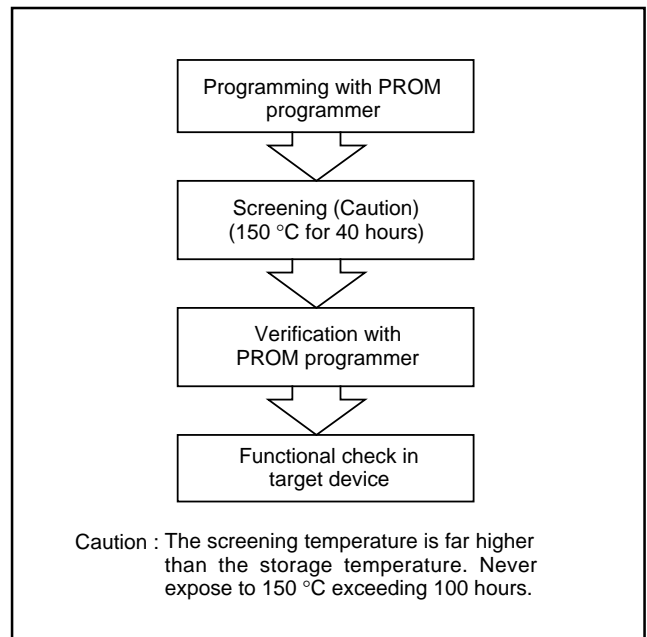 Programming with PROM
programmer
Screening (Caution)
(150 °C for 40 hours)
Verification with
PROM programmer
Functional check in
target device
Caution : The screening temperature is far higher
than the storage temperature. Never
expose to 150 °C exceeding 100 hours.